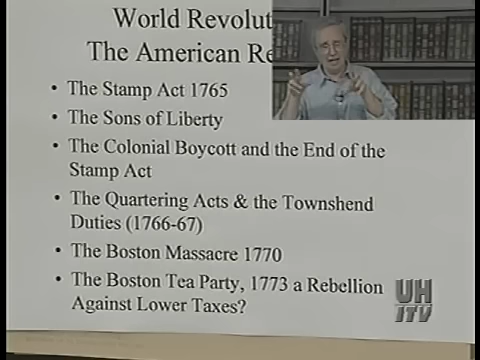 World Revolut
The American Re
• The Stamp Act 1765
• The Sons of Liberty
• The Colonial Boycott and the End of the
Stamp Act
• The Quartering Acts & the Townshend
Duties (1766-67)
• The Boston Massacre 1770
• The Boston Tea Party, 1773 a Rebellion
Against Lower Taxes?
UH
ITV